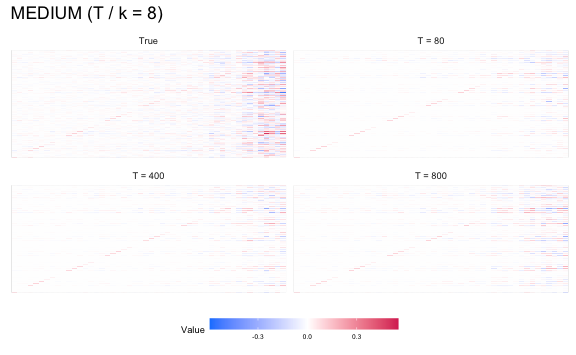 MEDIUM (T / k = 8)
True
T = 80
T = 400
T = 800
Value
-0.3
0.0
0.3